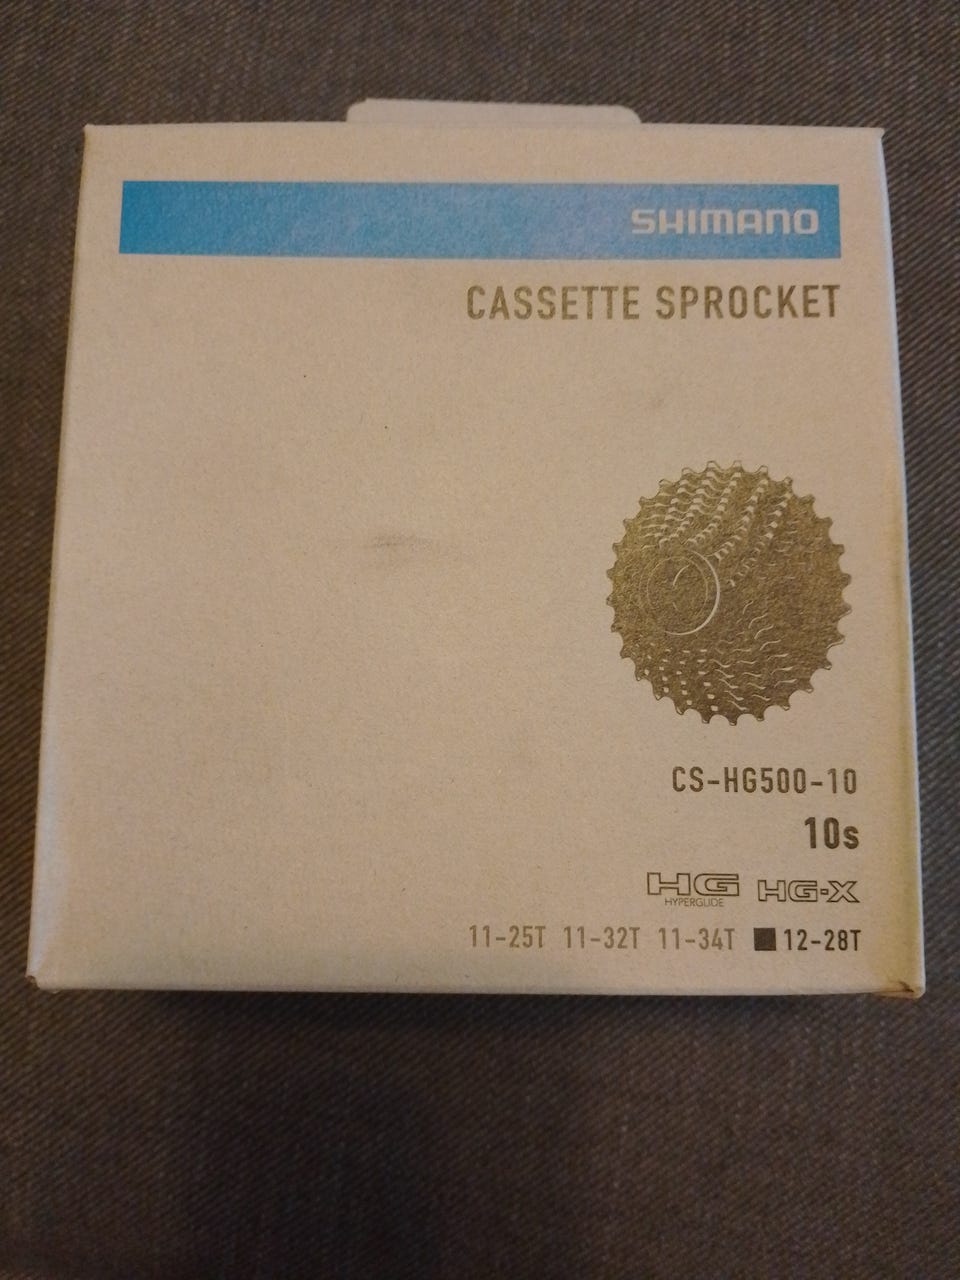 SHIMANO
CASSETTE SPROCKET
CS-HG500-10
10s
HG HG-X
HYPERGLIDE
11-25T 11-32T 11-34T ■12-28T